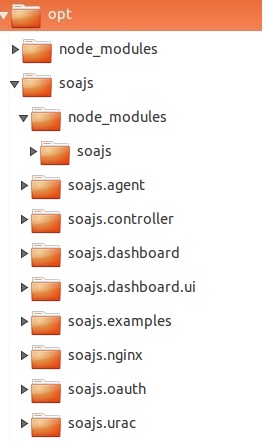 opt
node_modules
soajs
node_modules
soajs
soajs.agent
soajs.controller
soajs.dashboard
soajs.dashboard.ui
soajs.examples
soajs.nginx
soajs.oauth
soajs.urac